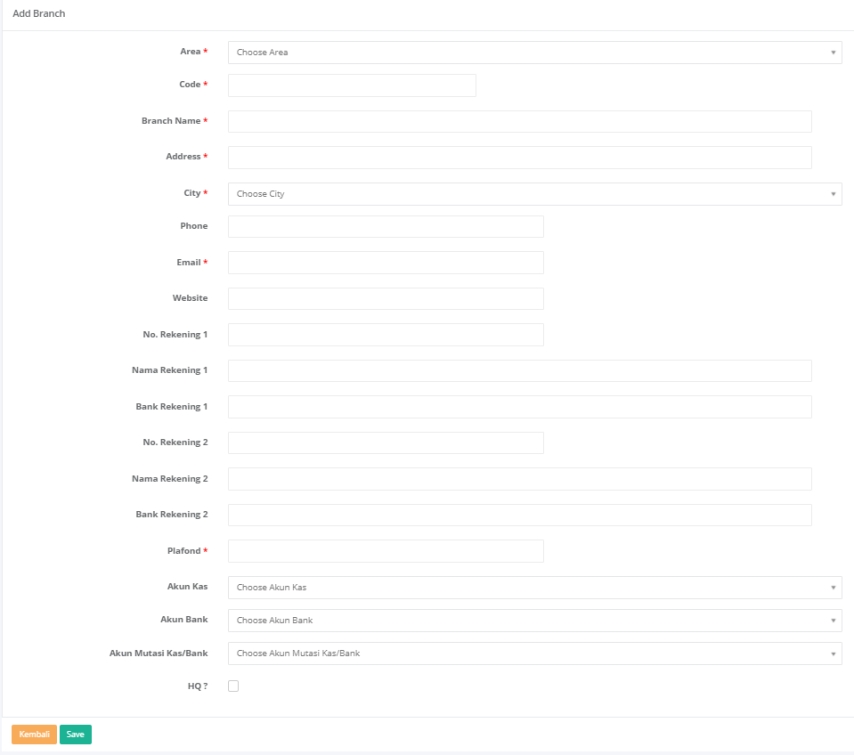 Add Branch
Area * Choose Area
Code *
Branch Name *
Address *
City * Choose City
Phone
Email *
Website
No. Rekening 1
Nama Rekening 1
Bank Rekening 1
No. Rekening 2
Nama Rekening 2
Bank Rekening 2
Plafond *
Akun Kas Choose Akun Kas
Akun Bank Choose Akun Bank
Akun Mutasi Kas/Bank Choose Akun Mutasi Kas/Bank
HQ ?
Kembali Save